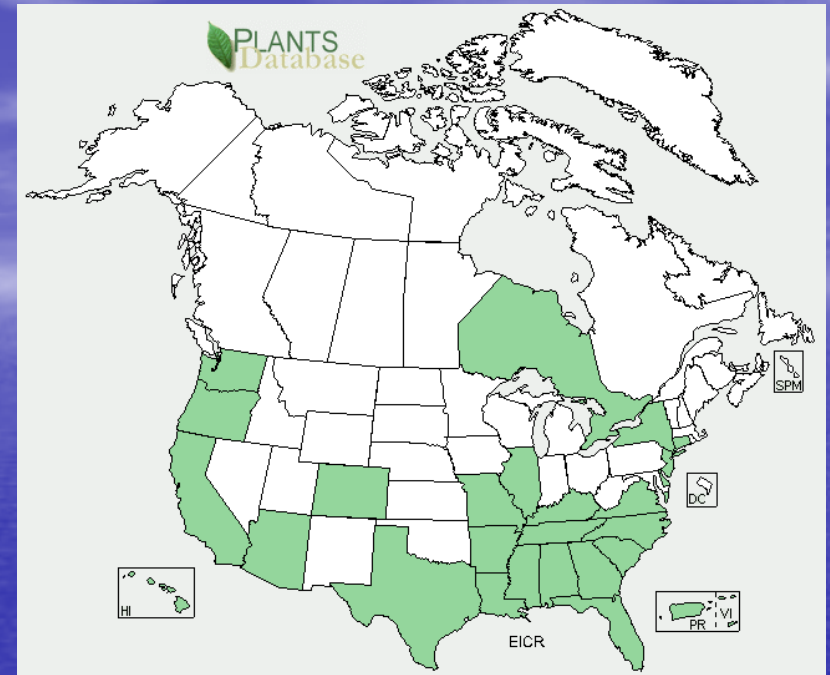 PLANTS
Database
SPM
DC
HI
PR
VI
EICR